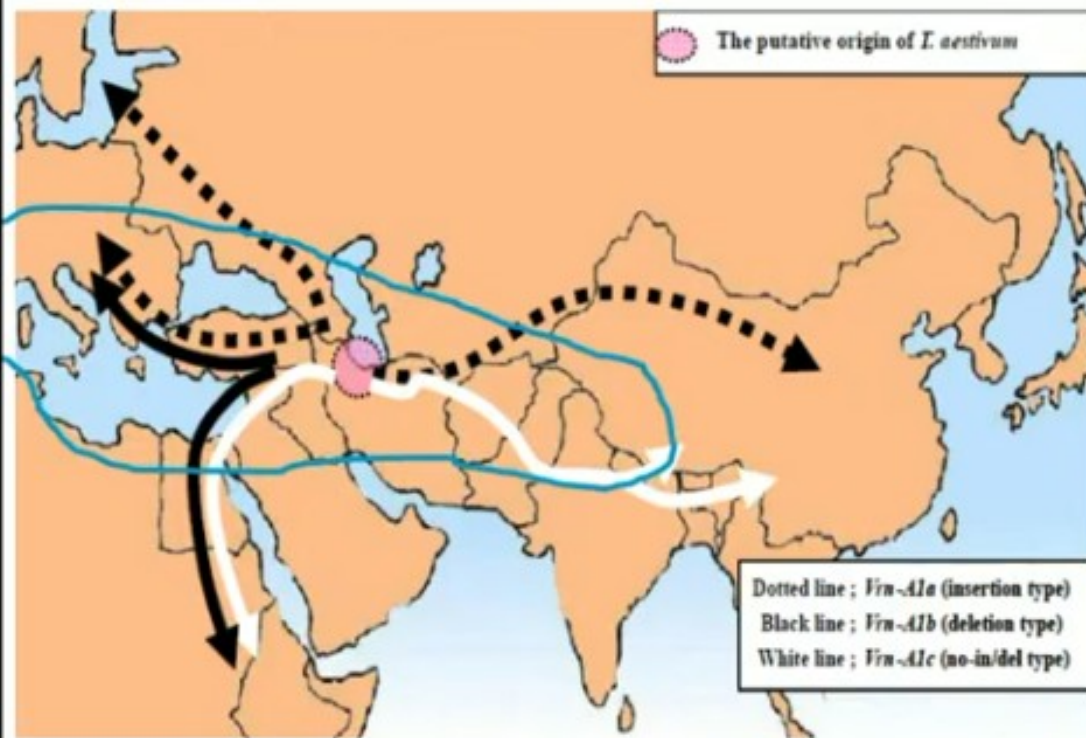 The putative origin of T. aestivum
Dotted line ; Vrn-A1a (insertion type)
Black line ; Vrn-A1b (deletion type)
White line ; Vrn-A1c (no-in/del type)